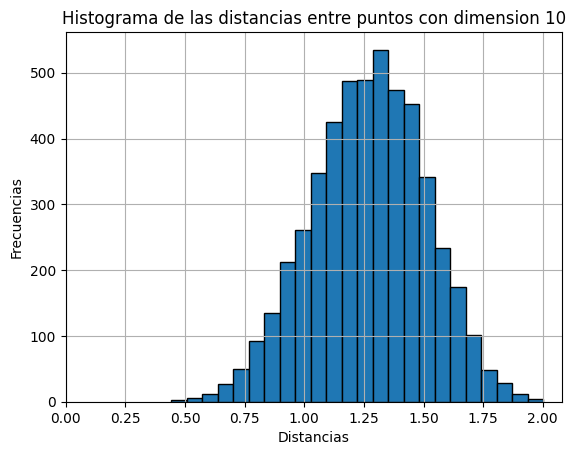 Histograma de las distancias entre puntos con dimension 10
500
400
300
200
100
0
Frecuencias
0.00 0.25 0.50 0.75 1.00 1.25 1.50 1.75 2.00
Distancias